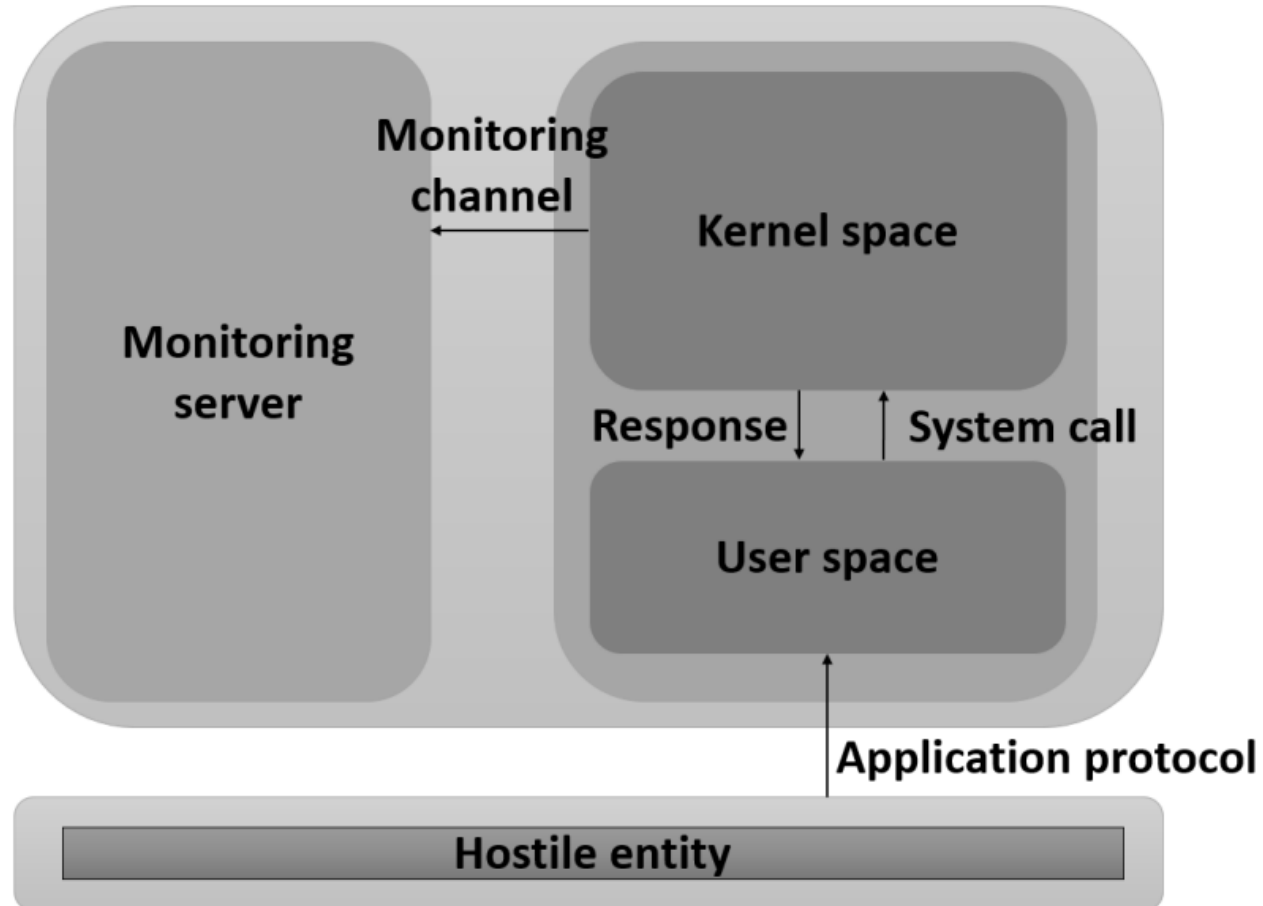 Monitoring
channel
Kernel space
Monitoring
server
Response
System call
User space
Application protocol
Hostile entity